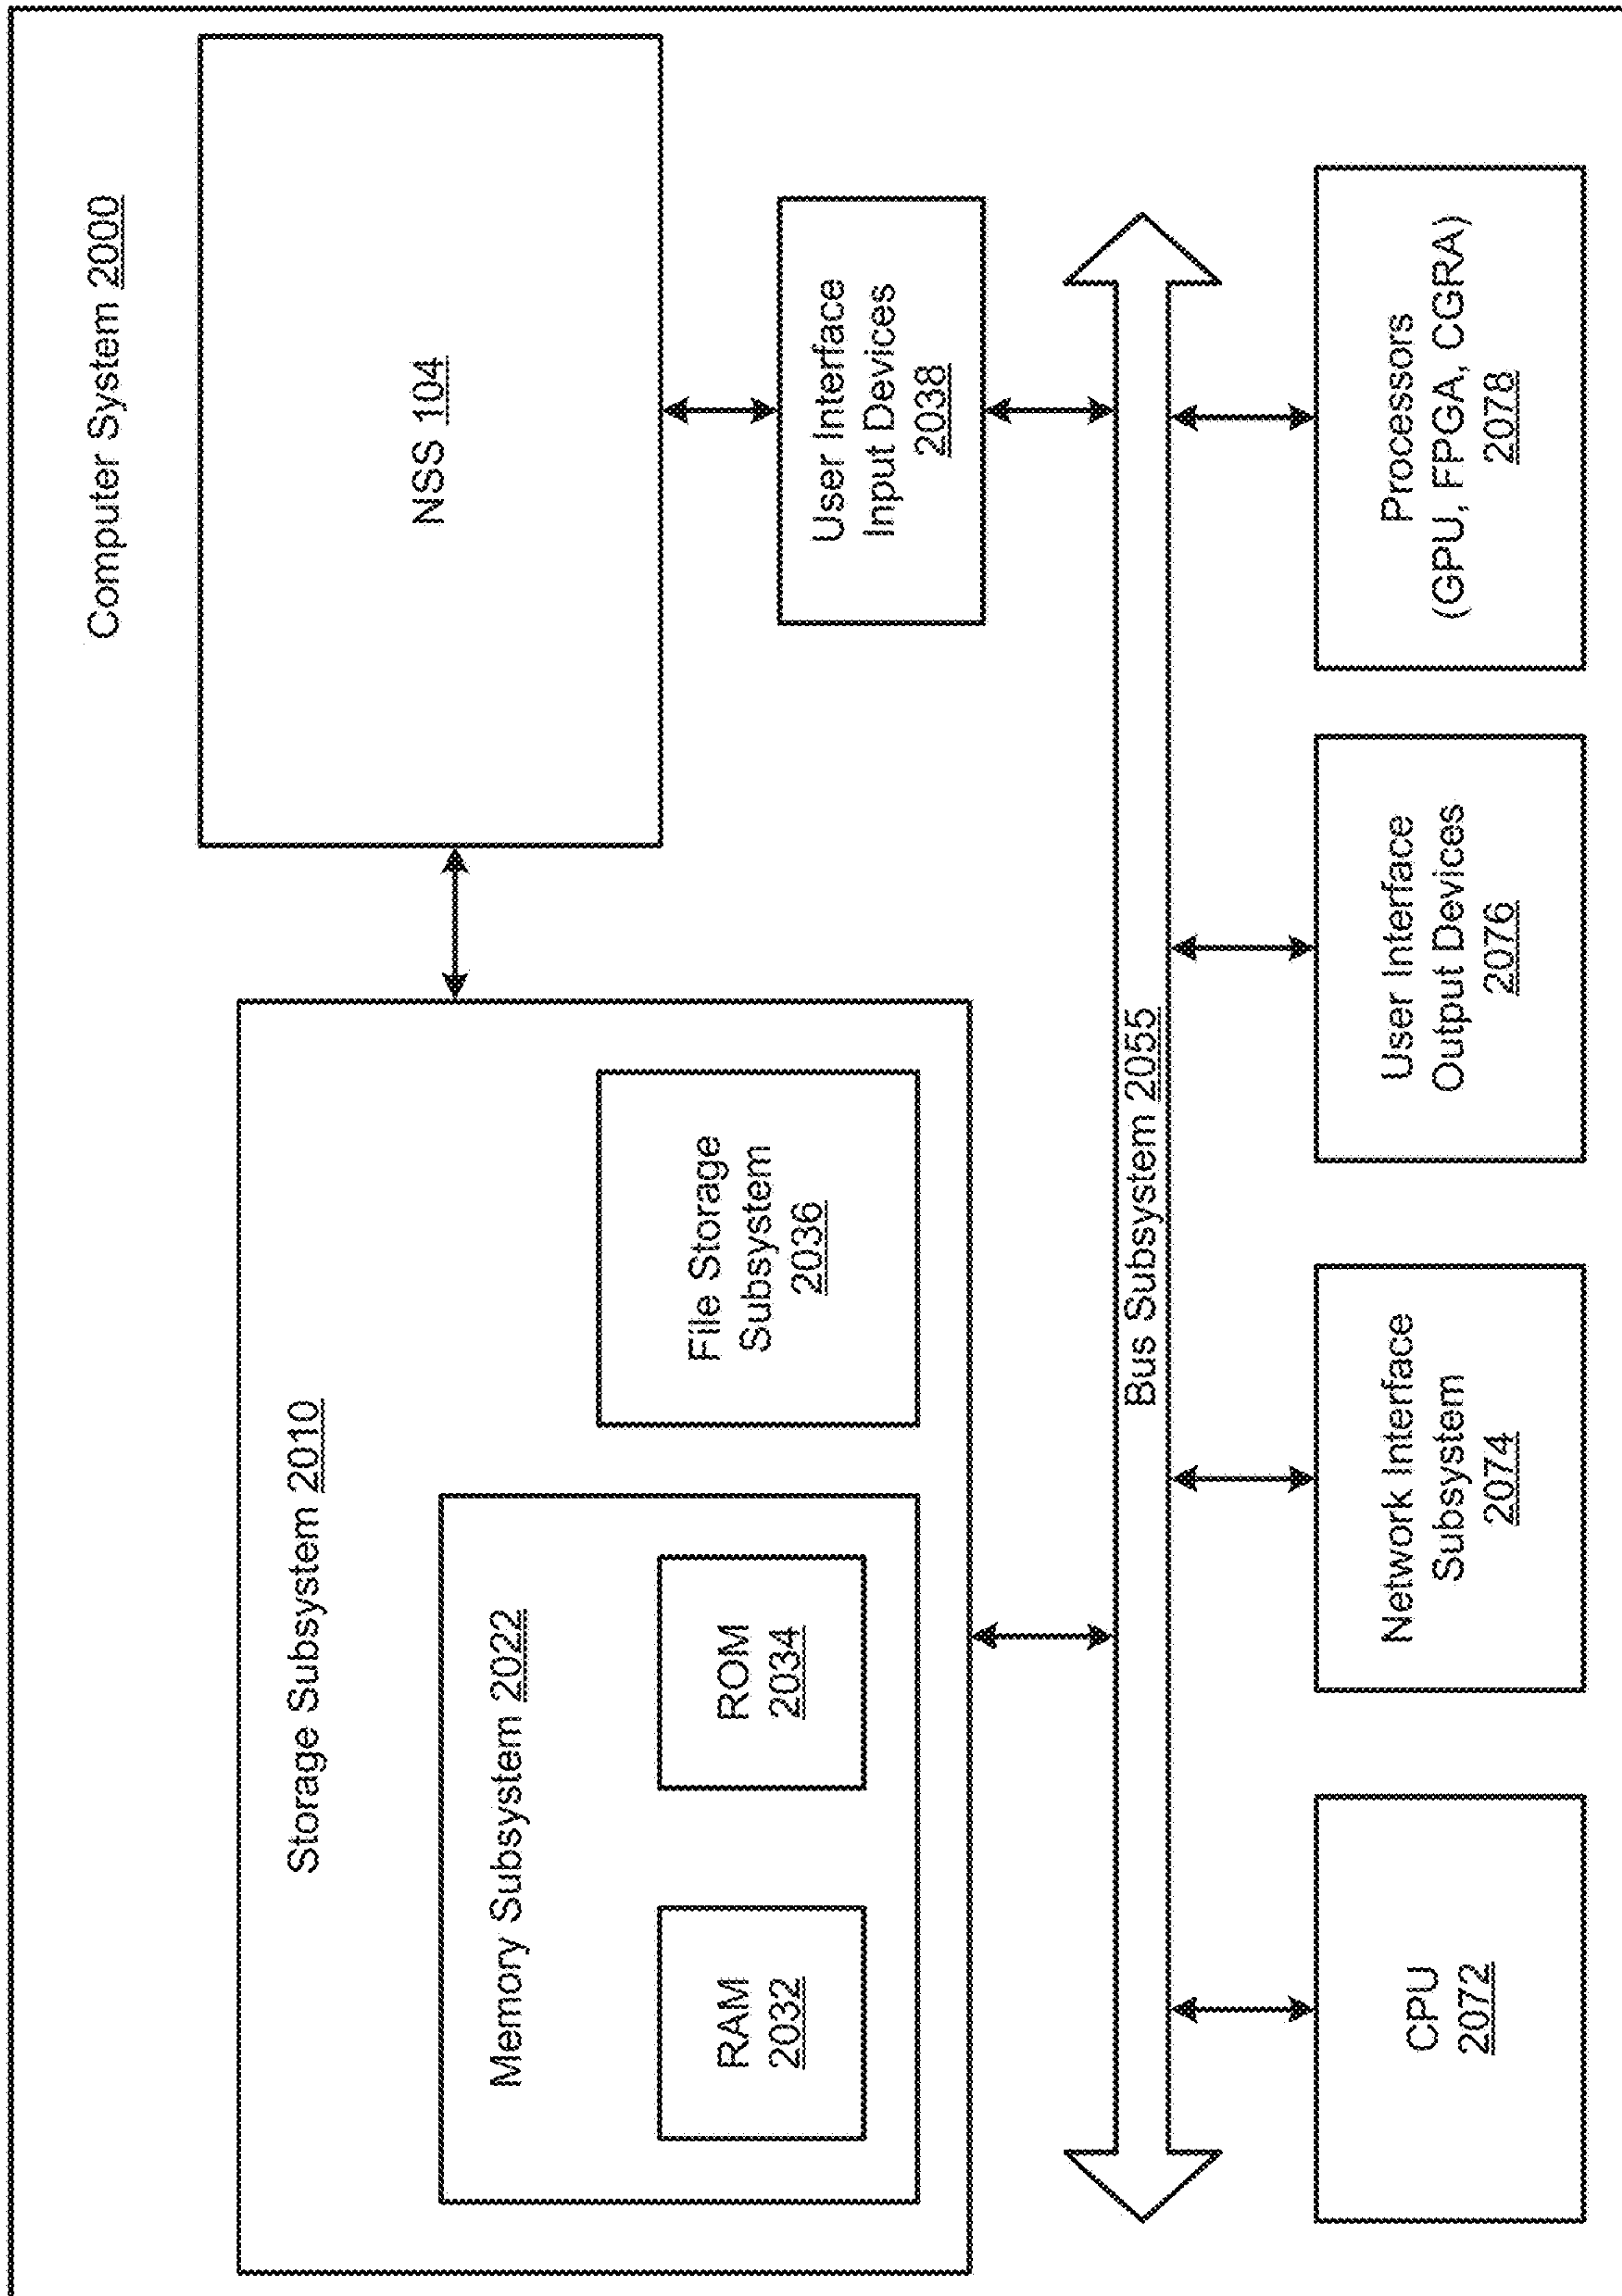 Computer System 2000
Storage Subsystem 2010
Memory Subsystem 2022
RAM
2032
ROM
2034
File Storage
Subsystem
2036
NSS 104
User Interface
Input Devices
2038
Bus Subsystem 2055
CPU
2072
Network Interface
Subsystem
2074
User Interface
Output Devices
2076
Processors
(GPU, FPGA, CGRA)
2078